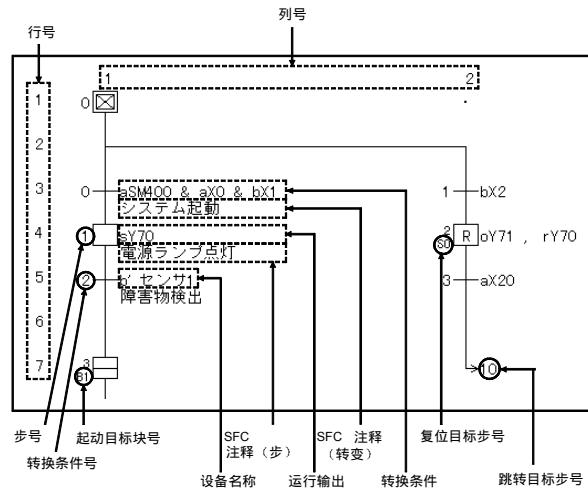 列号
行号
1 2
1 0
2
3 0 aSM400 & aX0 & bX1 1 bX2
システム起動
4 1 sY70 2 R oY71 , rY70
電源ランプ点灯 S0
5 2 センサ1 3 aX20
障害物検出
6
7 3 10
B1
步号 起动目标块号 SFC 注释（步） SFC 注释（转变） 复位目标步号
转换条件号 设备名称 运行输出 转换条件 跳转目标步号